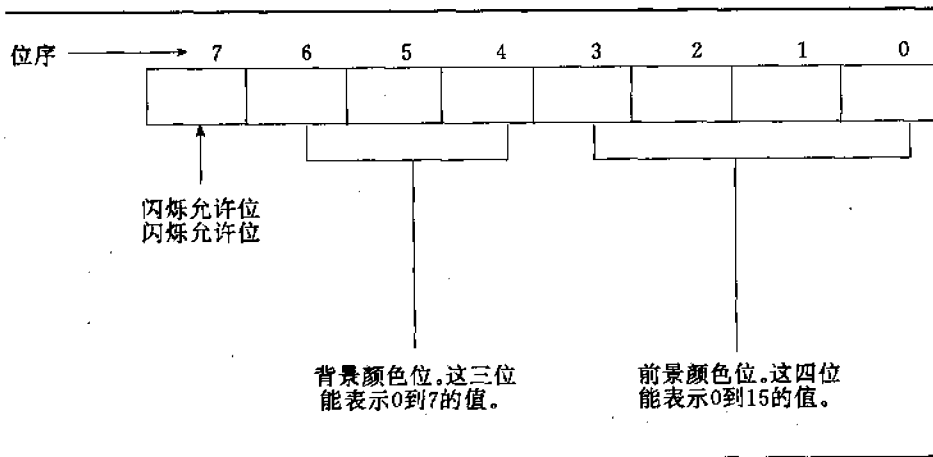 位序 7 6 5 4 3 2 1 0
闪烁允许位
闪烁允许位
背景颜色位。这三位
能表示0到7的值。
前景颜色位。这四位
能表示0到15的值。